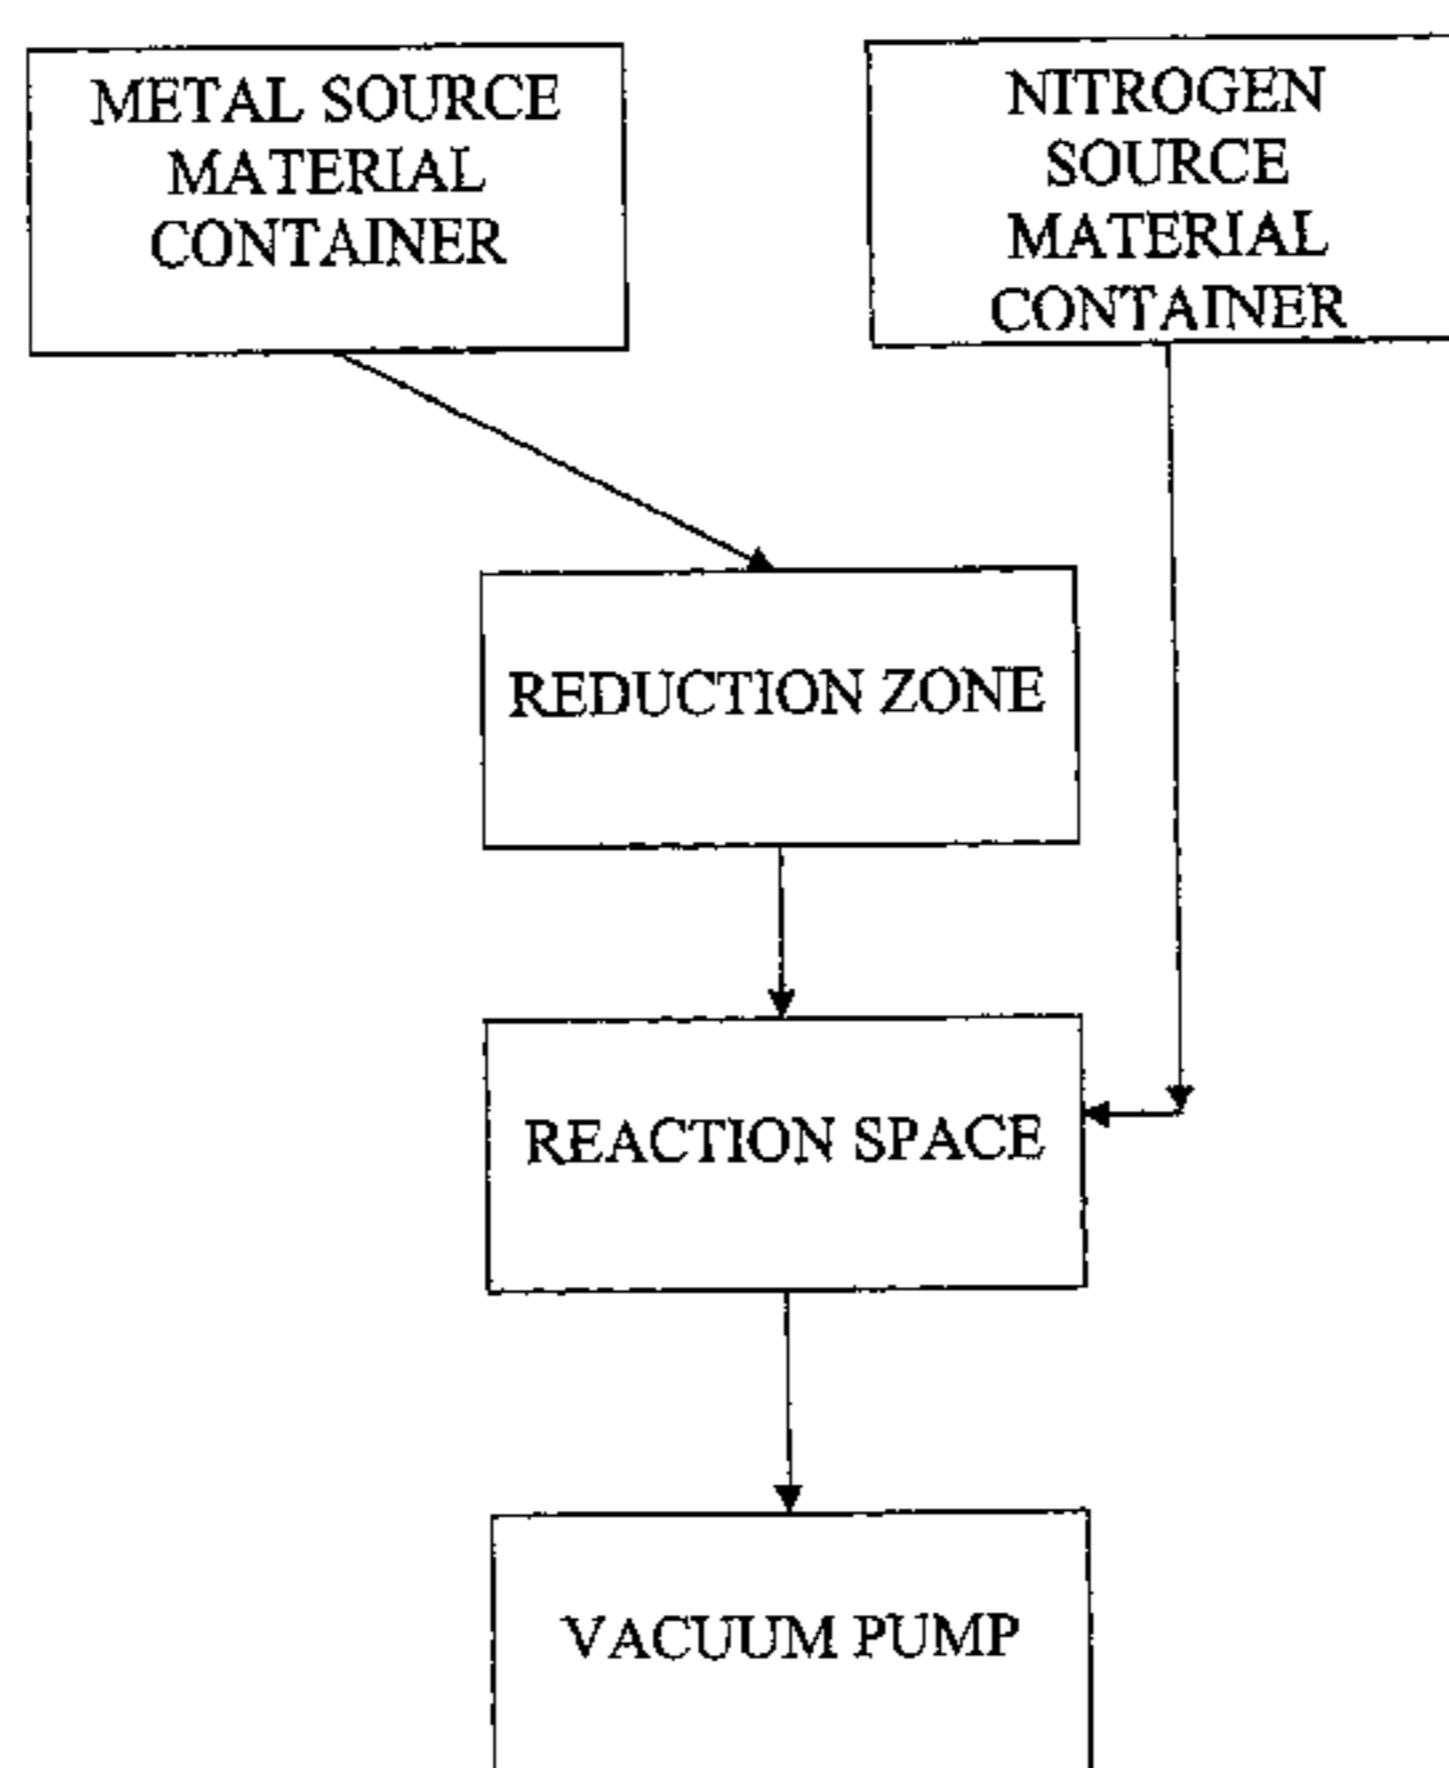 METAL SOURCE
MATERIAL
CONTAINER
NITROGEN
SOURCE
MATERIAL
CONTAINER
REDUCTION ZONE
REACTION SPACE
VACUUM PUMP